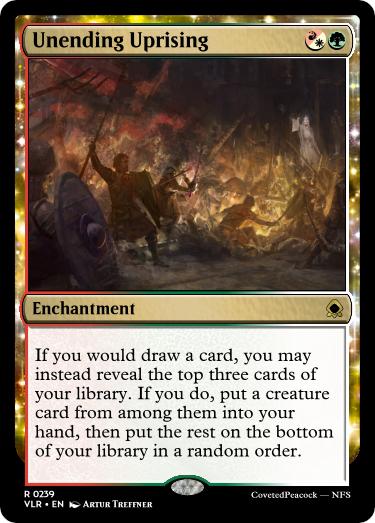 Unending Uprising
Enchantment
If you would draw a card, you may
instead reveal the top three cards of
your library. If you do, put a creature
card from among them into your
hand, then put the rest on the bottom
of your library in a random order.
R 0239
VLR • EN Artur Treffner
CovetedPeacock — NFS